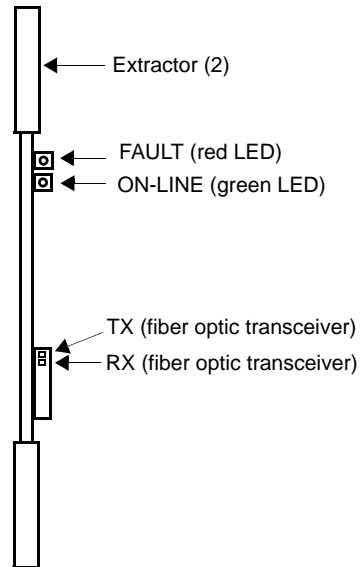 Extractor (2)
FAULT (red LED)
ON-LINE (green LED)
TX (fiber optic transceiver)
RX (fiber optic transceiver)